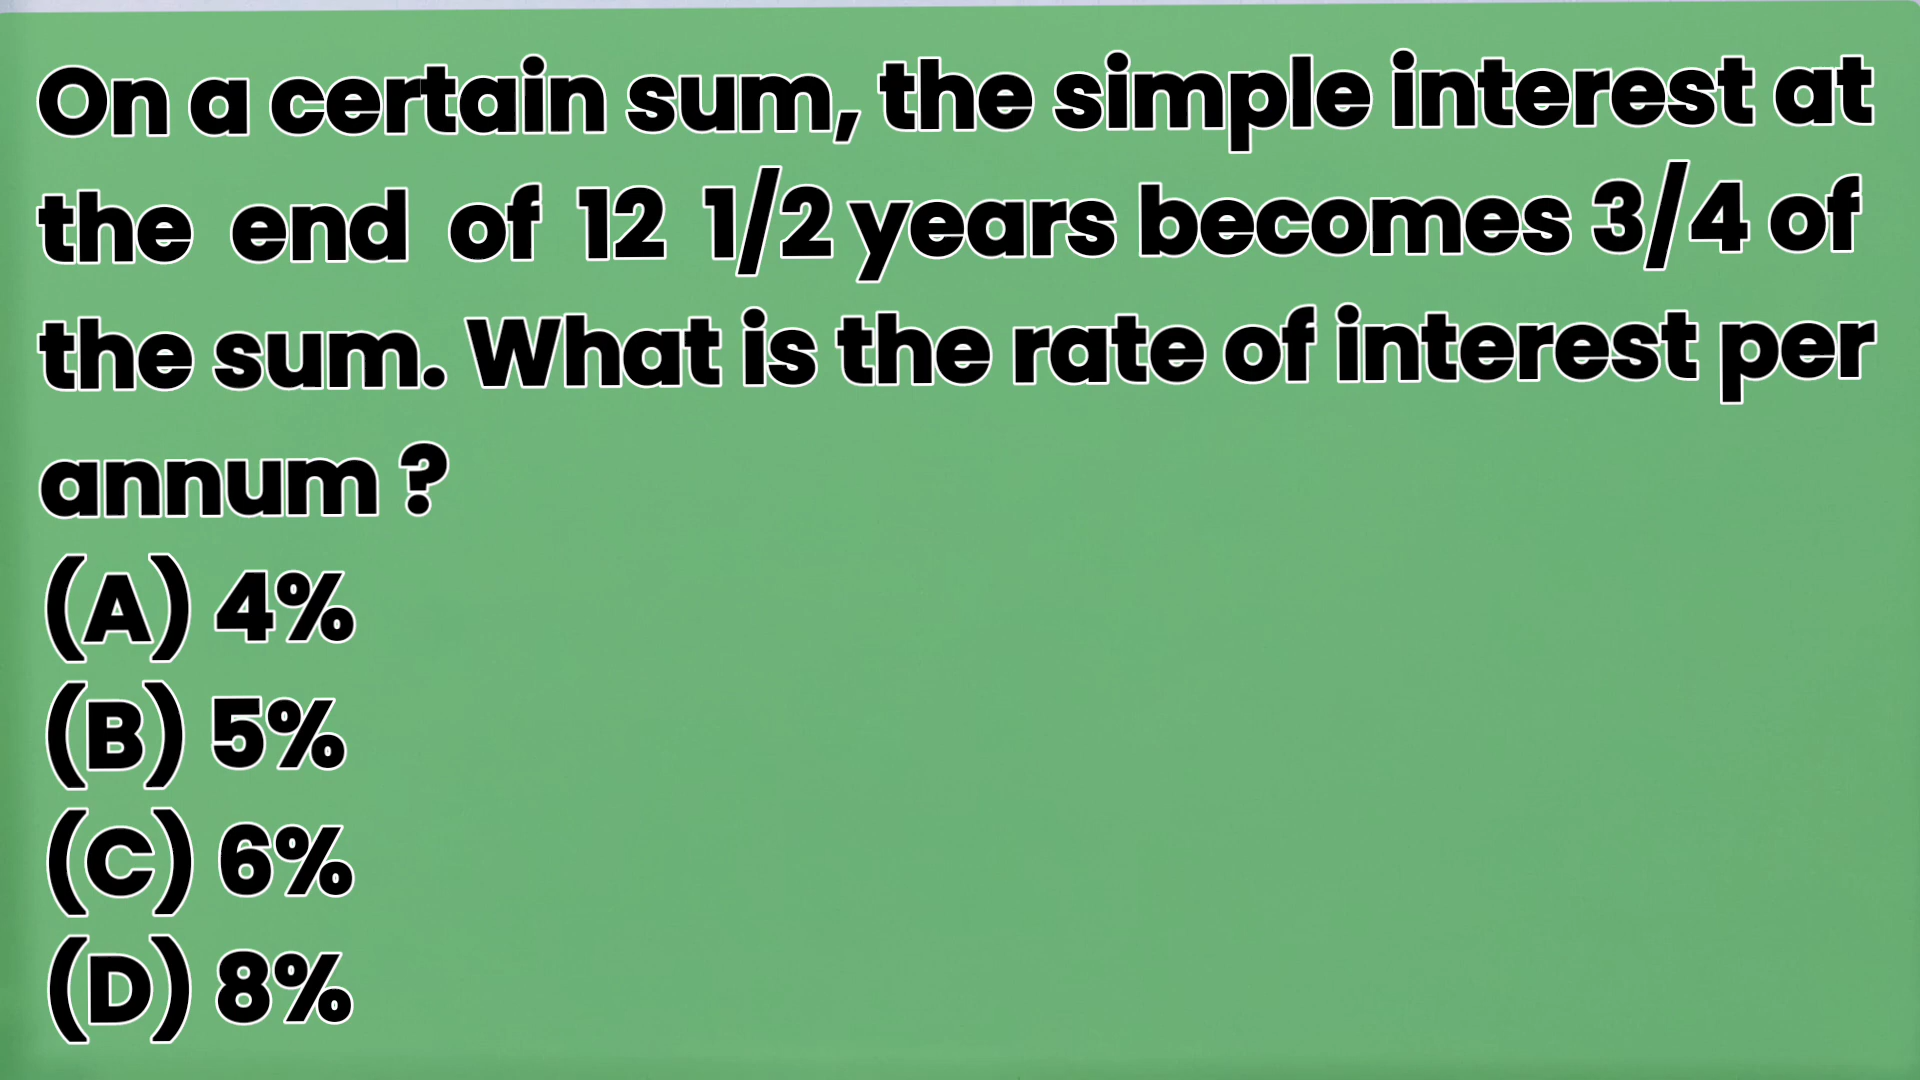 On a certain sum, the simple interest at
the end of 12 1/2 years becomes 3/4 of
the sum. What is the rate of interest per
annum ?
(A) 4%
(B) 5%
(C) 6%
(D) 8%